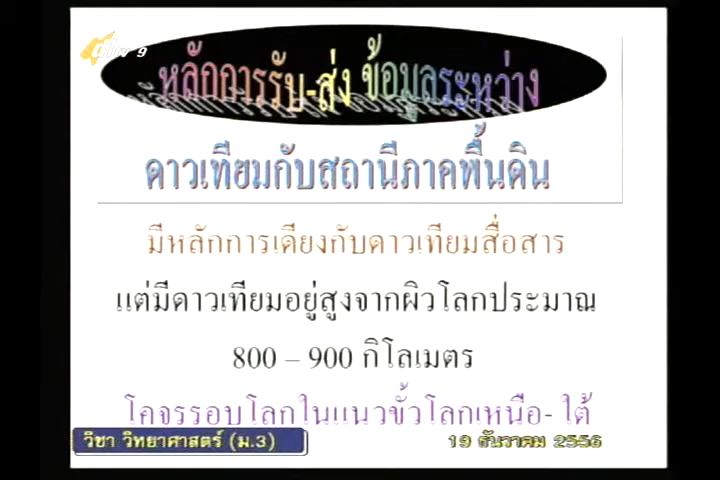 dltv 9
หลักการรับ-ส่ง ข้อมูลระหว่าง
ดาวเทียมกับสถานีภาคพื้นดิน
มีหลักการเดียงกับดาวเทียมสื่อสาร
แต่มีดาวเทียมอยู่สูงจากผิวโลกประมาณ
800 – 900 กิโลเมตร
โคจรรอบโลกในแนวขั้วโลกเหนือ- ใต้
วิชา วิทยาศาสตร์ (ม.3)
19 ธันวาคม 2556